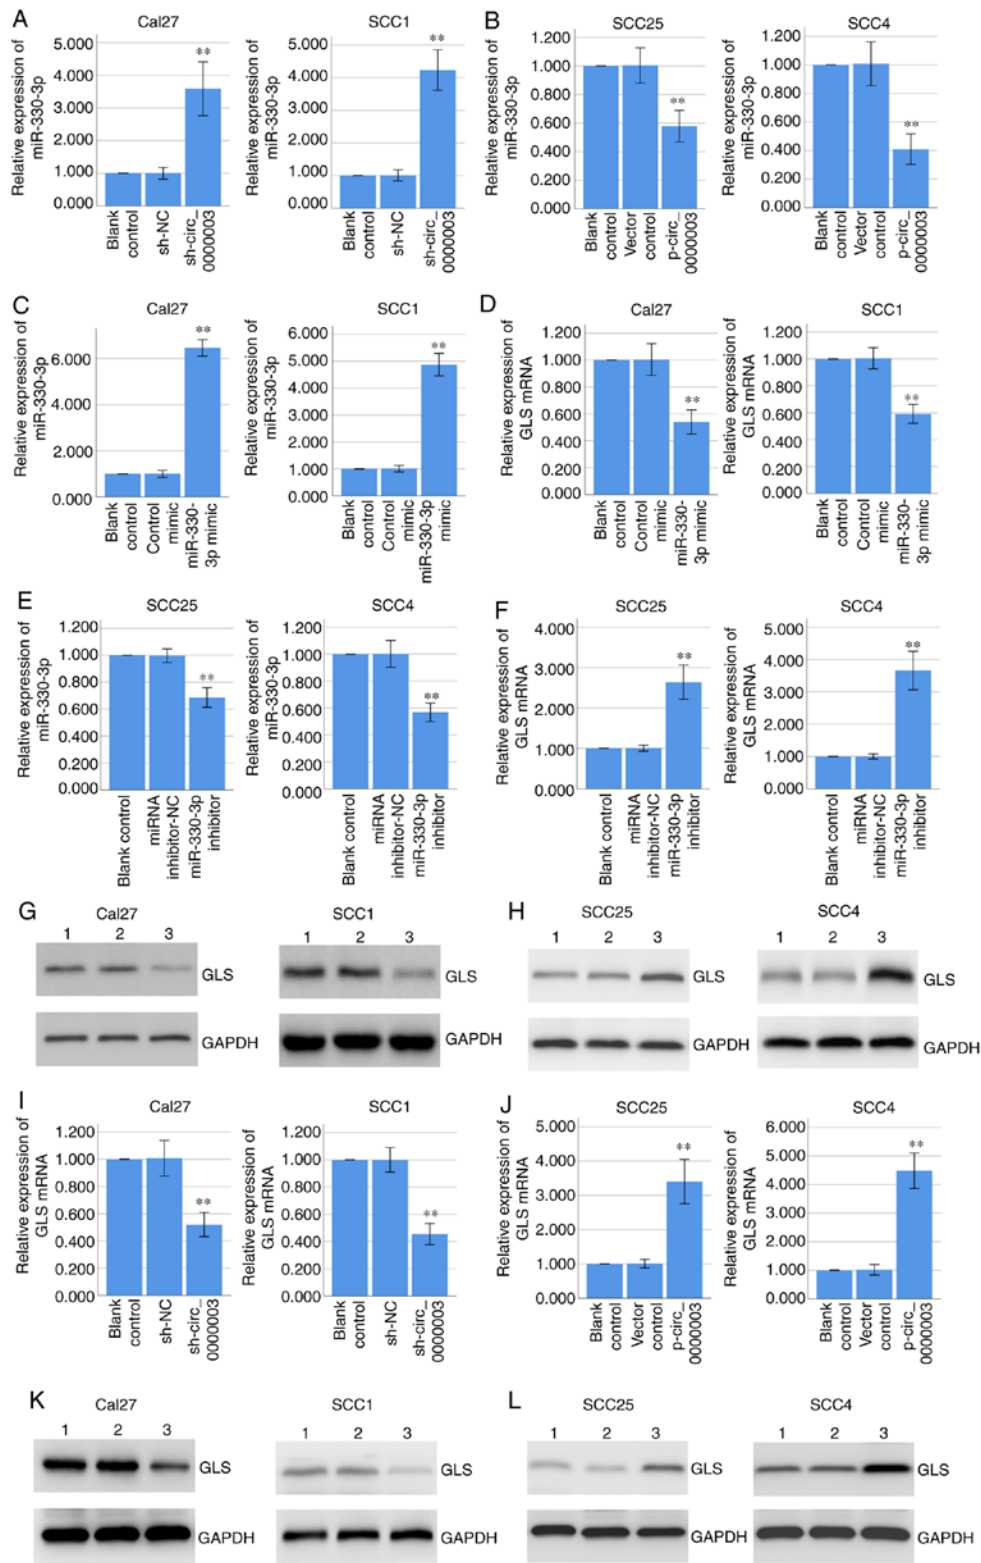 A
Cal27
Relative expression of
miR-330-3p
5.000
4.000
3.000
2.000
1.000
0.000
**
Blank
control
sh-NC
sh-circ_
0000003
SCC1
Relative expression of
miR-330-3p
5.000
4.000
3.000
2.000
1.000
0.000
**
Blank
control
sh-NC
sh-circ_
0000003
B
SCC25
Relative expression of
miR-330-3p
1.200
1.000
0.800
0.600
0.400
0.200
0.000
**
Blank
control
Vector
control
p-circ_
0000003
SCC4
Relative expression of
miR-330-3p
1.200
1.000
0.800
0.600
0.400
0.200
0.000
**
Blank
control
Vector
control
p-circ_
0000003
C
Cal27
Relative expression of
miR-330-3p
6.000
4.000
2.000
0.000
**
Blank
control
Control
mimic
miR-330-
3p mimic
SCC1
Relative expression of
miR-330-3p
6.000
5.000
4.000
3.000
2.000
1.000
0.000
**
Blank
control
Control
mimic
miR-330-3p
mimic
D
Cal27
Relative expression of
GLS mRNA
1.200
1.000
0.800
0.600
0.400
0.200
0.000
**
Blank
control
Control
mimic
miR-330-
3p mimic
SCC1
Relative expression of
GLS mRNA
1.200
1.000
0.800
0.600
0.400
0.200
0.000
**
Blank
control
Control
mimic
miR-330-
3p mimic
E
SCC25
Relative expression of
miR-330-3p
1.200
1.000
0.800
0.600
0.400
0.200
0.000
**
Blank control
miRNA
inhibitor-NC
miR-330-3p
inhibitor
SCC4
Relative expression of
miR-330-3p
1.200
1.000
0.800
0.600
0.400
0.200
0.000
**
Blank control
miRNA
inhibitor-NC
miR-330-3p
inhibitor
F
SCC25
Relative expression of
GLS mRNA
4.000
3.000
2.000
1.000
0.000
**
Blank control
miRNA
inhibitor-NC
miR-330-3p
inhibitor
SCC4
Relative expression of
GLS mRNA
5.000
4.000
3.000
2.000
1.000
0.000
**
Blank control
miRNA
inhibitor-NC
miR-330-3p
inhibitor
G
Cal27
1 2 3
GLS
GAPDH
SCC1
1 2 3
GLS
GAPDH
H
SCC25
1 2 3
GLS
GAPDH
SCC4
1 2 3
GLS
GAPDH
I
Cal27
Relative expression of
GLS mRNA
1.200
1.000
0.800
0.600
0.400
0.200
0.000
**
Blank
control
sh-NC
sh-circ_
0000003
SCC1
Relative expression of
GLS mRNA
1.200
1.000
0.800
0.600
0.400
0.200
0.000
**
Blank
control
sh-NC
sh-circ_
0000003
J
SCC25
Relative expression of
GLS mRNA
5.000
4.000
3.000
2.000
1.000
0.000
**
Blank
control
Vector
control
p-circ_
0000003
SCC4
Relative expression of
GLS mRNA
6.000
5.000
4.000
3.000
2.000
1.000
0.000
**
Blank
control
Vector
control
p-circ_
0000003
K
Cal27
1 2 3
GLS
GAPDH
SCC1
1 2 3
GLS
GAPDH
L
SCC25
1 2 3
GLS
GAPDH
SCC4
1 2 3
GLS
GAPDH